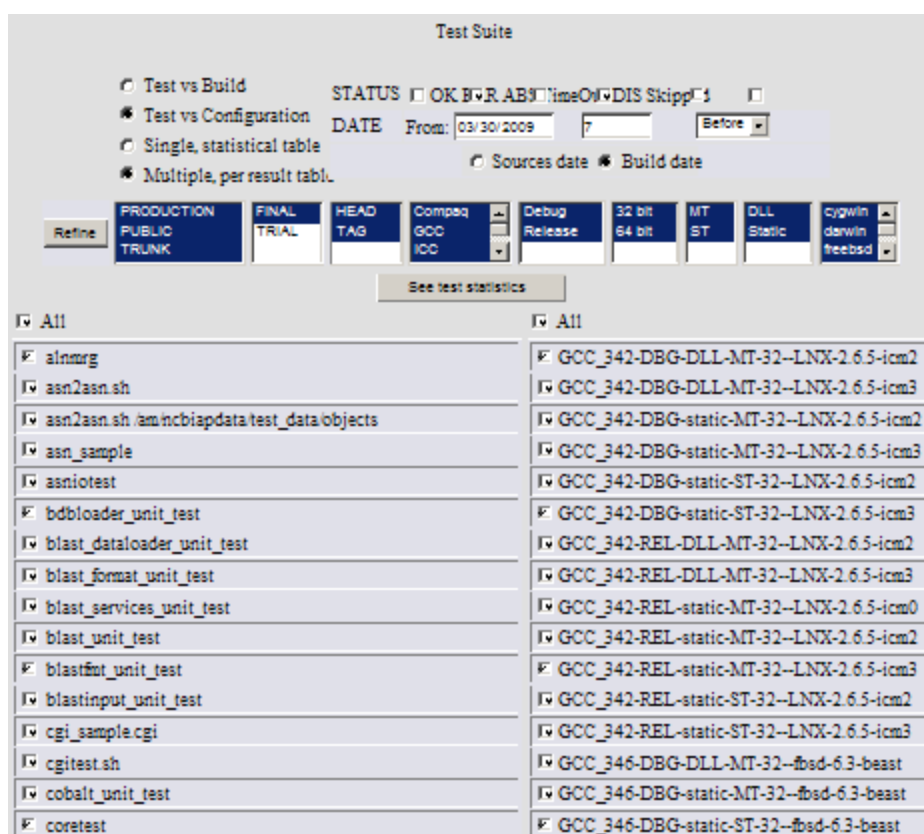 Test Suite
Test vs Build
Test vs Configuration
Single, statistical table
Multiple, per result table
STATUS OK ERR ABS TimeOut DIS Skipped
DATE From: 03/30/2009 7 Before
Sources date Build date
Refine
PRODUCTION
PUBLIC
TRUNK
FINAL
TRIAL
HEAD
TAG
Compaq
GCC
ICC
Debug
Release
32 bit
64 bit
MT
ST
DLL
Static
cygwin
darwin
freebsd
See test statistics
All
alnmrg
asn2asn.sh
asn2asn.sh /am/ncbiapdata/test_data/objects
asn_sample
asniotest
bdbloader_unit_test
blast_dataloader_unit_test
blast_format_unit_test
blast_services_unit_test
blast_unit_test
blastfmt_unit_test
blastinput_unit_test
cgi_sample.cgi
cgitest.sh
cobalt_unit_test
coretest
All
GCC_342-DBG-DLL-MT-32--LNX-2.6.5-icm2
GCC_342-DBG-DLL-MT-32--LNX-2.6.5-icm3
GCC_342-DBG-static-MT-32--LNX-2.6.5-icm2
GCC_342-DBG-static-MT-32--LNX-2.6.5-icm3
GCC_342-DBG-static-ST-32--LNX-2.6.5-icm2
GCC_342-DBG-static-ST-32--LNX-2.6.5-icm3
GCC_342-REL-DLL-MT-32--LNX-2.6.5-icm2
GCC_342-REL-DLL-MT-32--LNX-2.6.5-icm3
GCC_342-REL-static-MT-32--LNX-2.6.5-icm0
GCC_342-REL-static-MT-32--LNX-2.6.5-icm2
GCC_342-REL-static-MT-32--LNX-2.6.5-icm3
GCC_342-REL-static-ST-32--LNX-2.6.5-icm2
GCC_342-REL-static-ST-32--LNX-2.6.5-icm3
GCC_346-DBG-DLL-MT-32--fbsd-6.3-beast
GCC_346-DBG-static-MT-32--fbsd-6.3-beast
GCC_346-DBG-static-ST-32--fbsd-6.3-beast